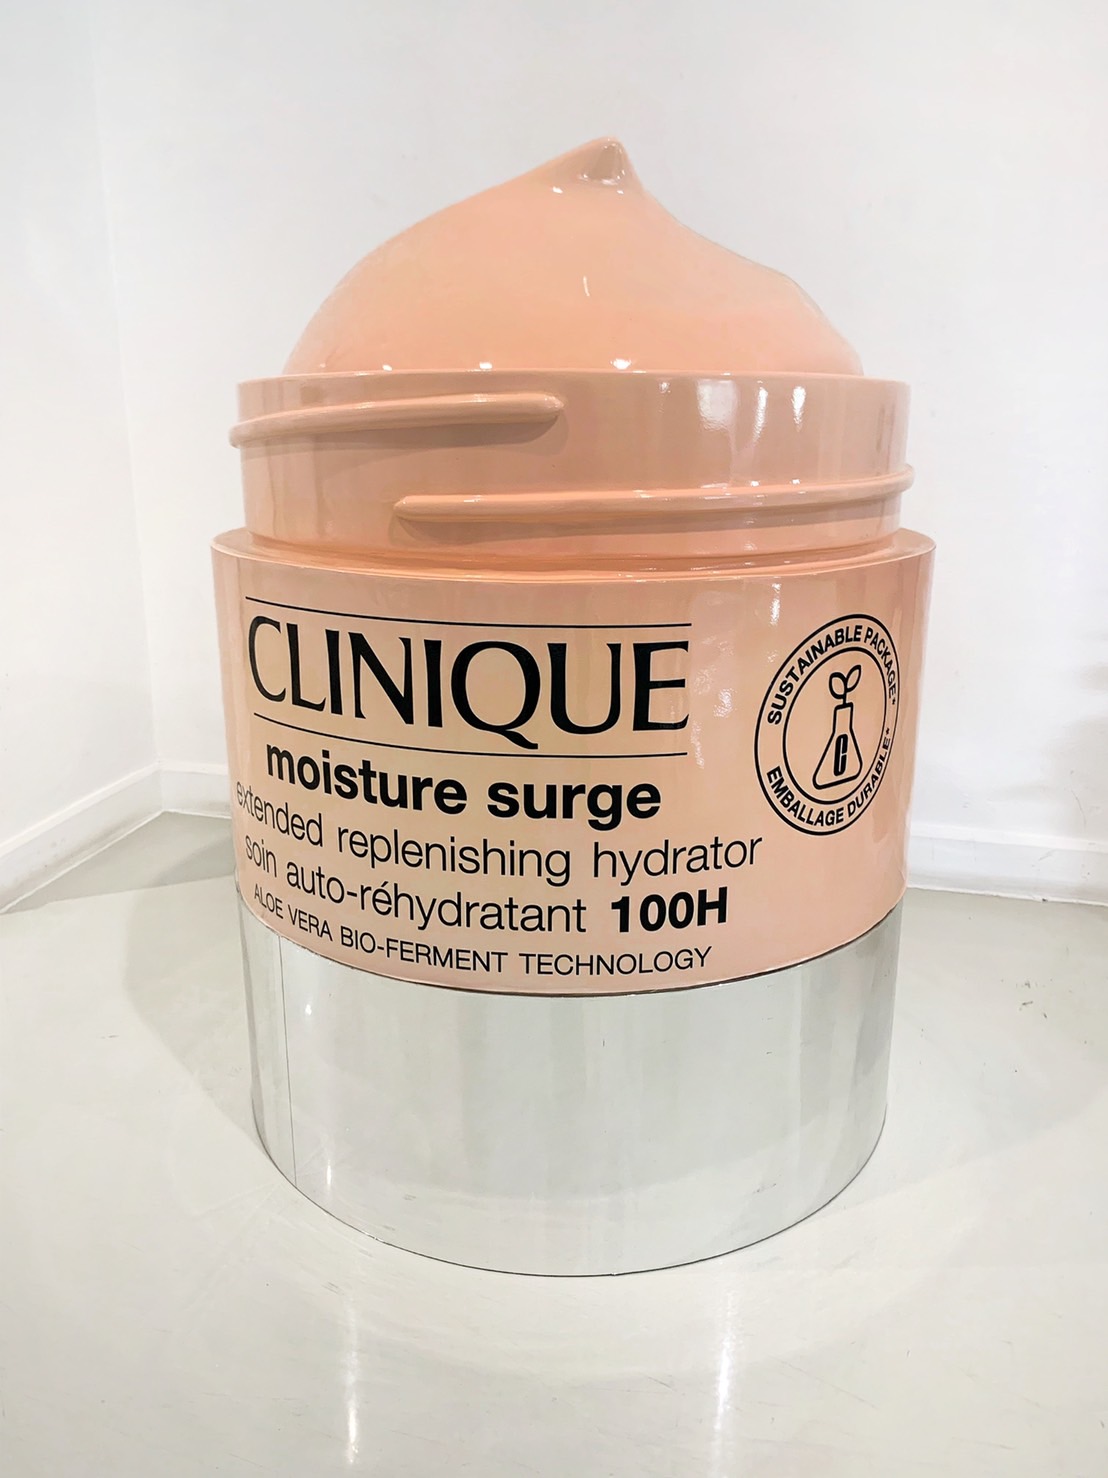 CLINIQUE
moisture surge
extended replenishing hydrator
soin auto-réhydratant 100H
ALOE VERA BIO-FERMENT TECHNOLOGY
SUSTAINABLE PACKAGE*
C
EMBALLAGE DURABLE*